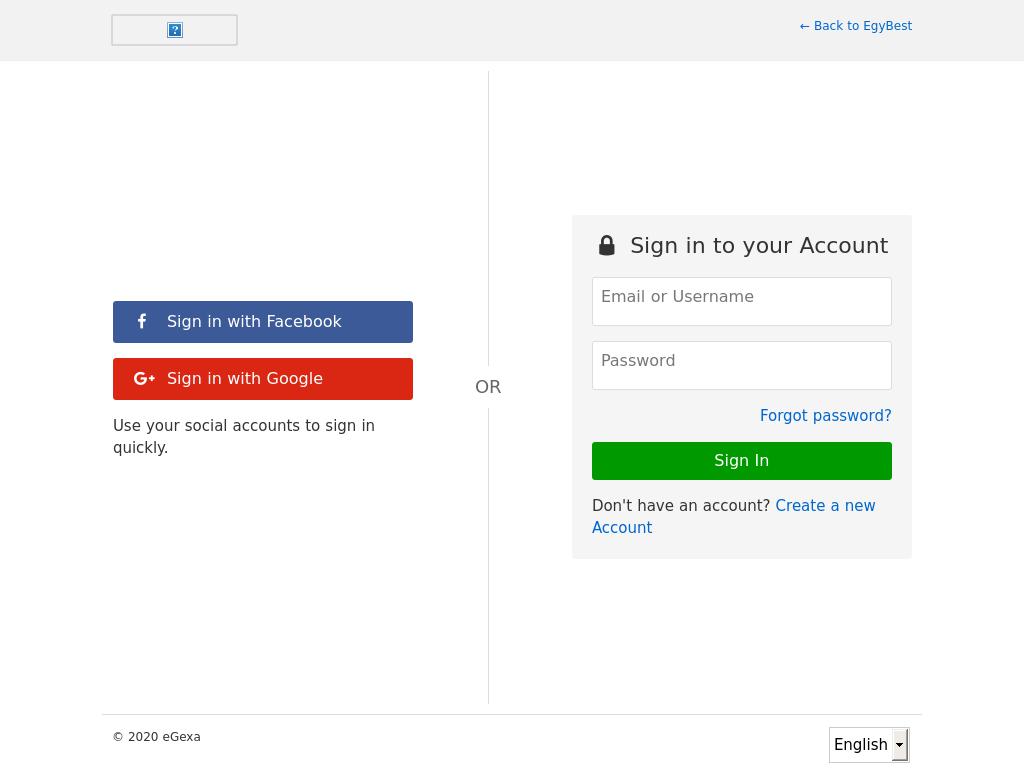 ← Back to EgyBest
Sign in with Facebook
Sign in with Google
Use your social accounts to sign in
quickly.
OR
Sign in to your Account
Email or Username
Password
Forgot password?
Sign In
Don't have an account? Create a new
Account
© 2020 eGexa
English